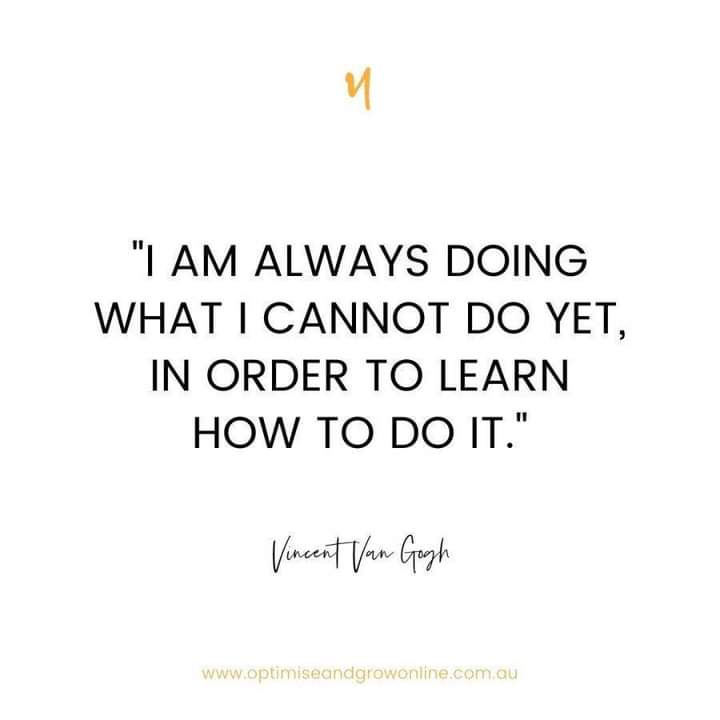 "I AM ALWAYS DOING
WHAT I CANNOT DO YET,
IN ORDER TO LEARN
HOW TO DO IT."
Vincent Van Gogh
www.optimiseandgrowonline.com.au